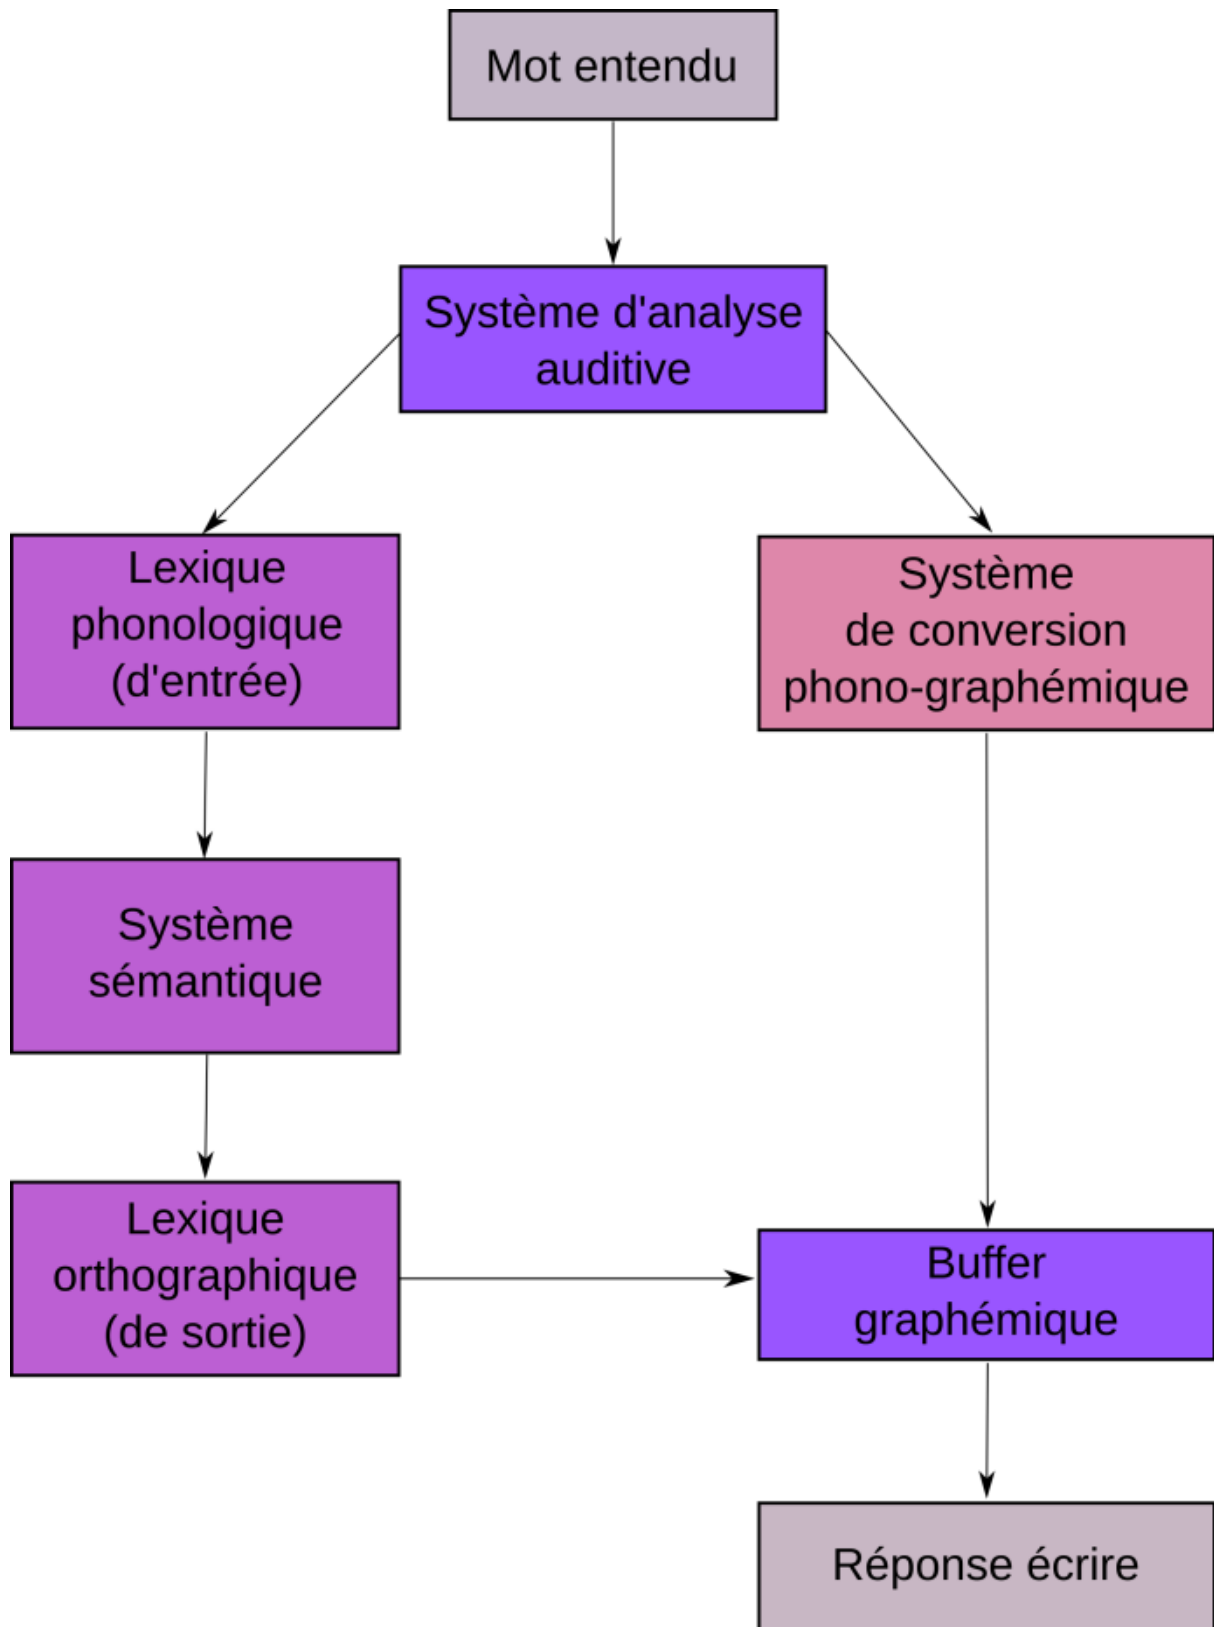 Mot entendu
Système d'analyse
auditive
Lexique
phonologique
(d'entrée)
Système
de conversion
phono-graphémique
Système
sémantique
Lexique
orthographique
(de sortie)
Buffer
graphémique
Réponse écrire